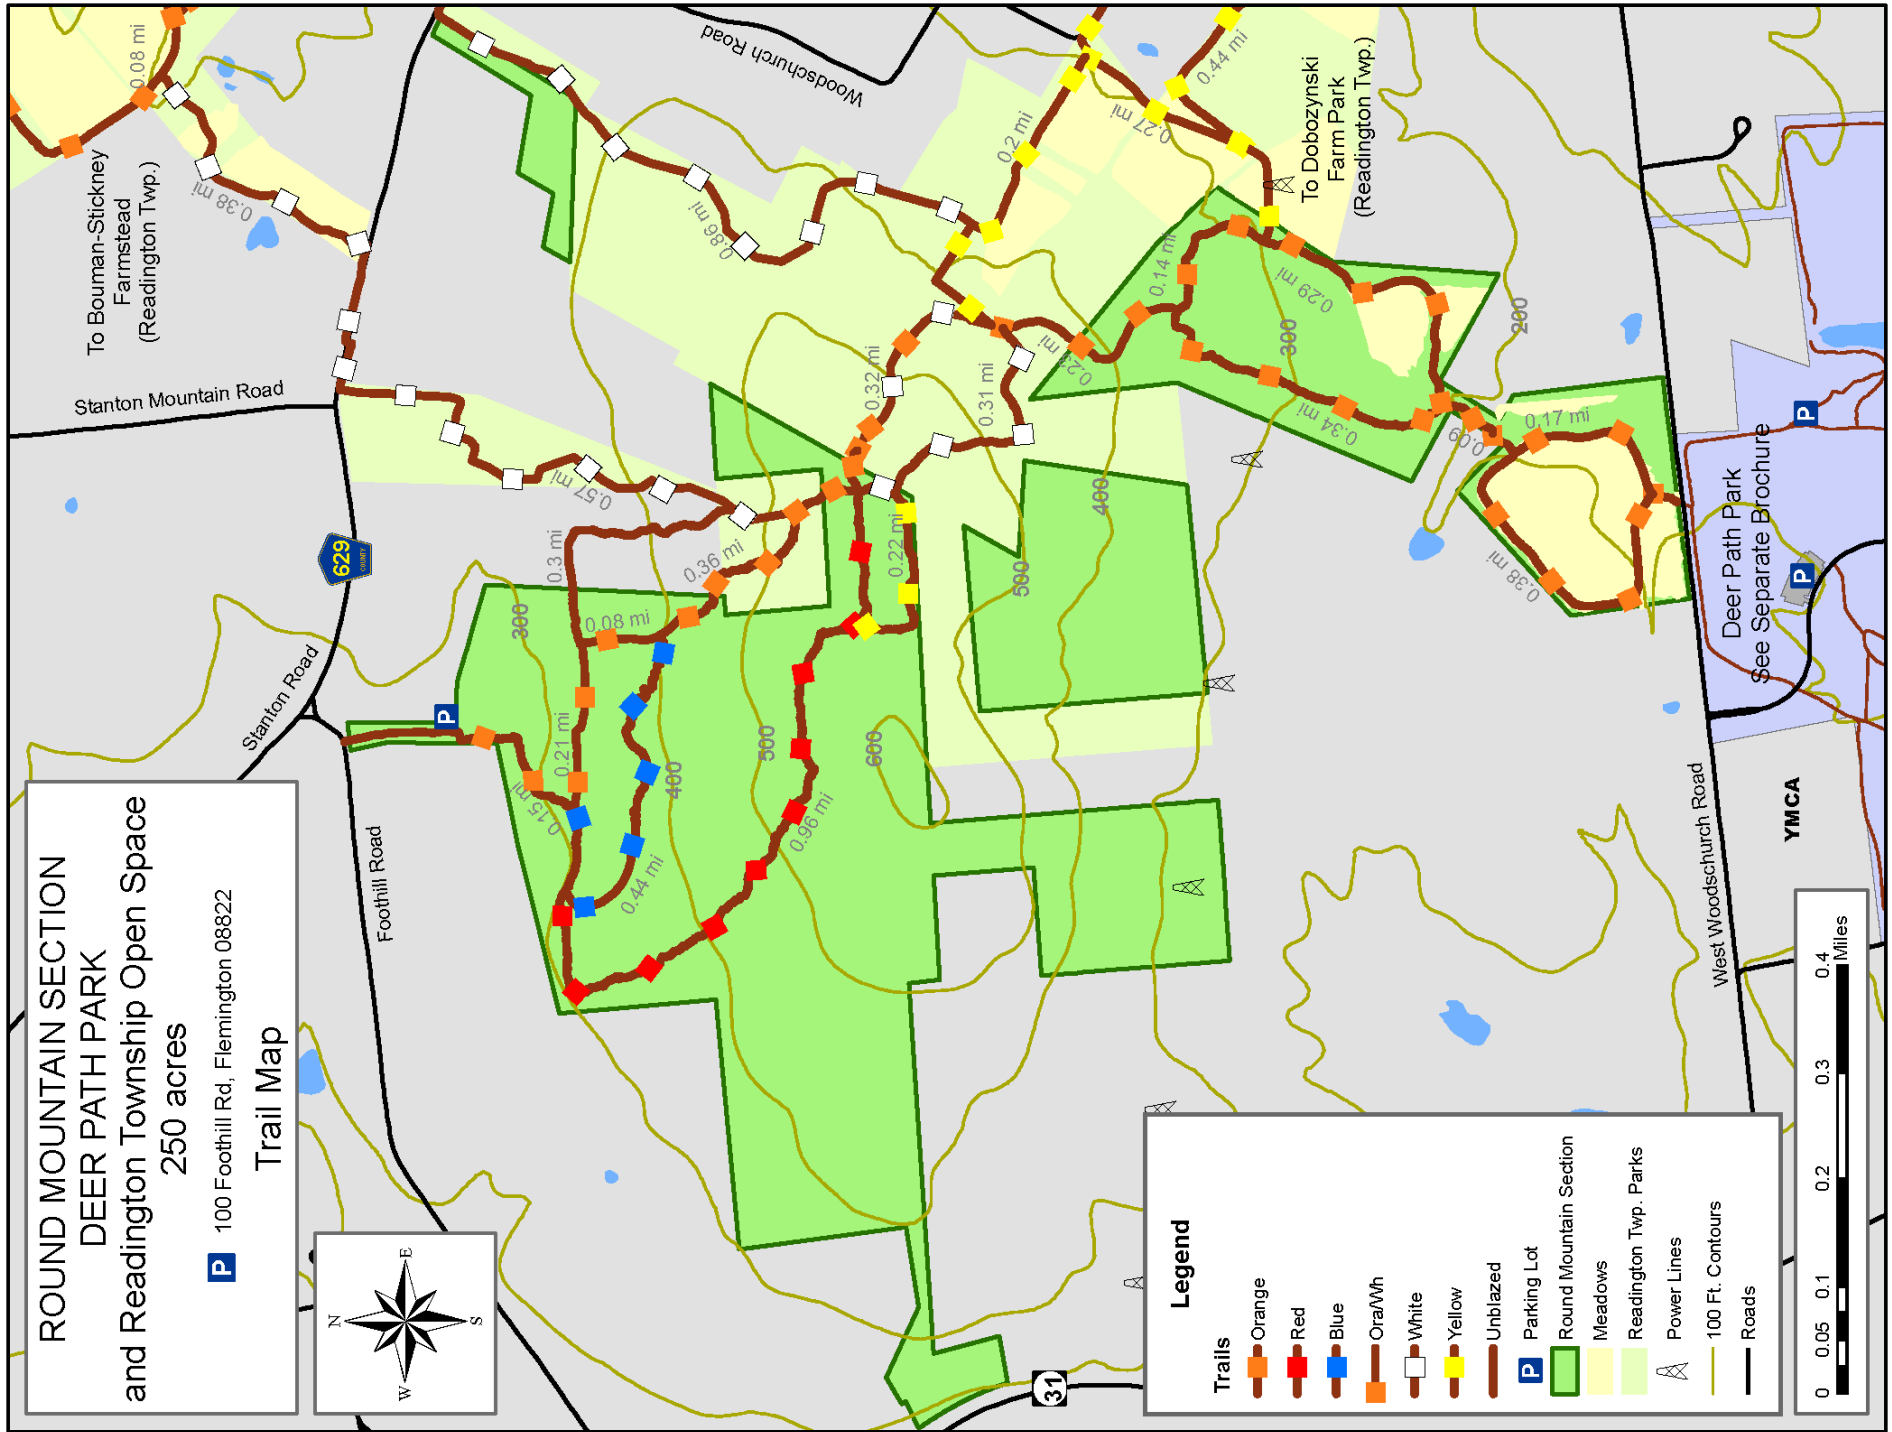 ROUND MOUNTAIN SECTION
DEER PATH PARK
and Readington Township Open Space
250 acres
P 100 Foothill Rd, Flemington 08822
Trail Map
N
W
E
S
To Bouman-Stickney
Farmstead
(Readington Twp.)
Stanton Mountain Road
629
COUNTY
Stanton Road
Foothill Road
Woodschurch Road
To Dobozynski
Farm Park
(Readington Twp.)
West Woodschurch Road
Deer Path Park
See Separate Brochure
YMCA
31
P
P
P
0.08 mi
0.38 mi
0.86 mi
0.2 mi
0.27 mi
0.44 mi
0.57 mi
0.3 mi
0.36 mi
0.08 mi
0.21 mi
0.15 mi
0.44 mi
0.96 mi
0.22 mi
0.32 mi
0.31 mi
0.23 mi
0.14 mi
0.29 mi
0.34 mi
0.09
0.17 mi
0.38 mi
300
400
500
600
500
400
300
200
Legend
Trails
Orange
Red
Blue
Ora/Wh
White
Yellow
Unblazed
P Parking Lot
Round Mountain Section
Meadows
Readington Twp. Parks
Power Lines
100 Ft. Contours
Roads
0 0.05 0.1 0.2 0.3 0.4
Miles